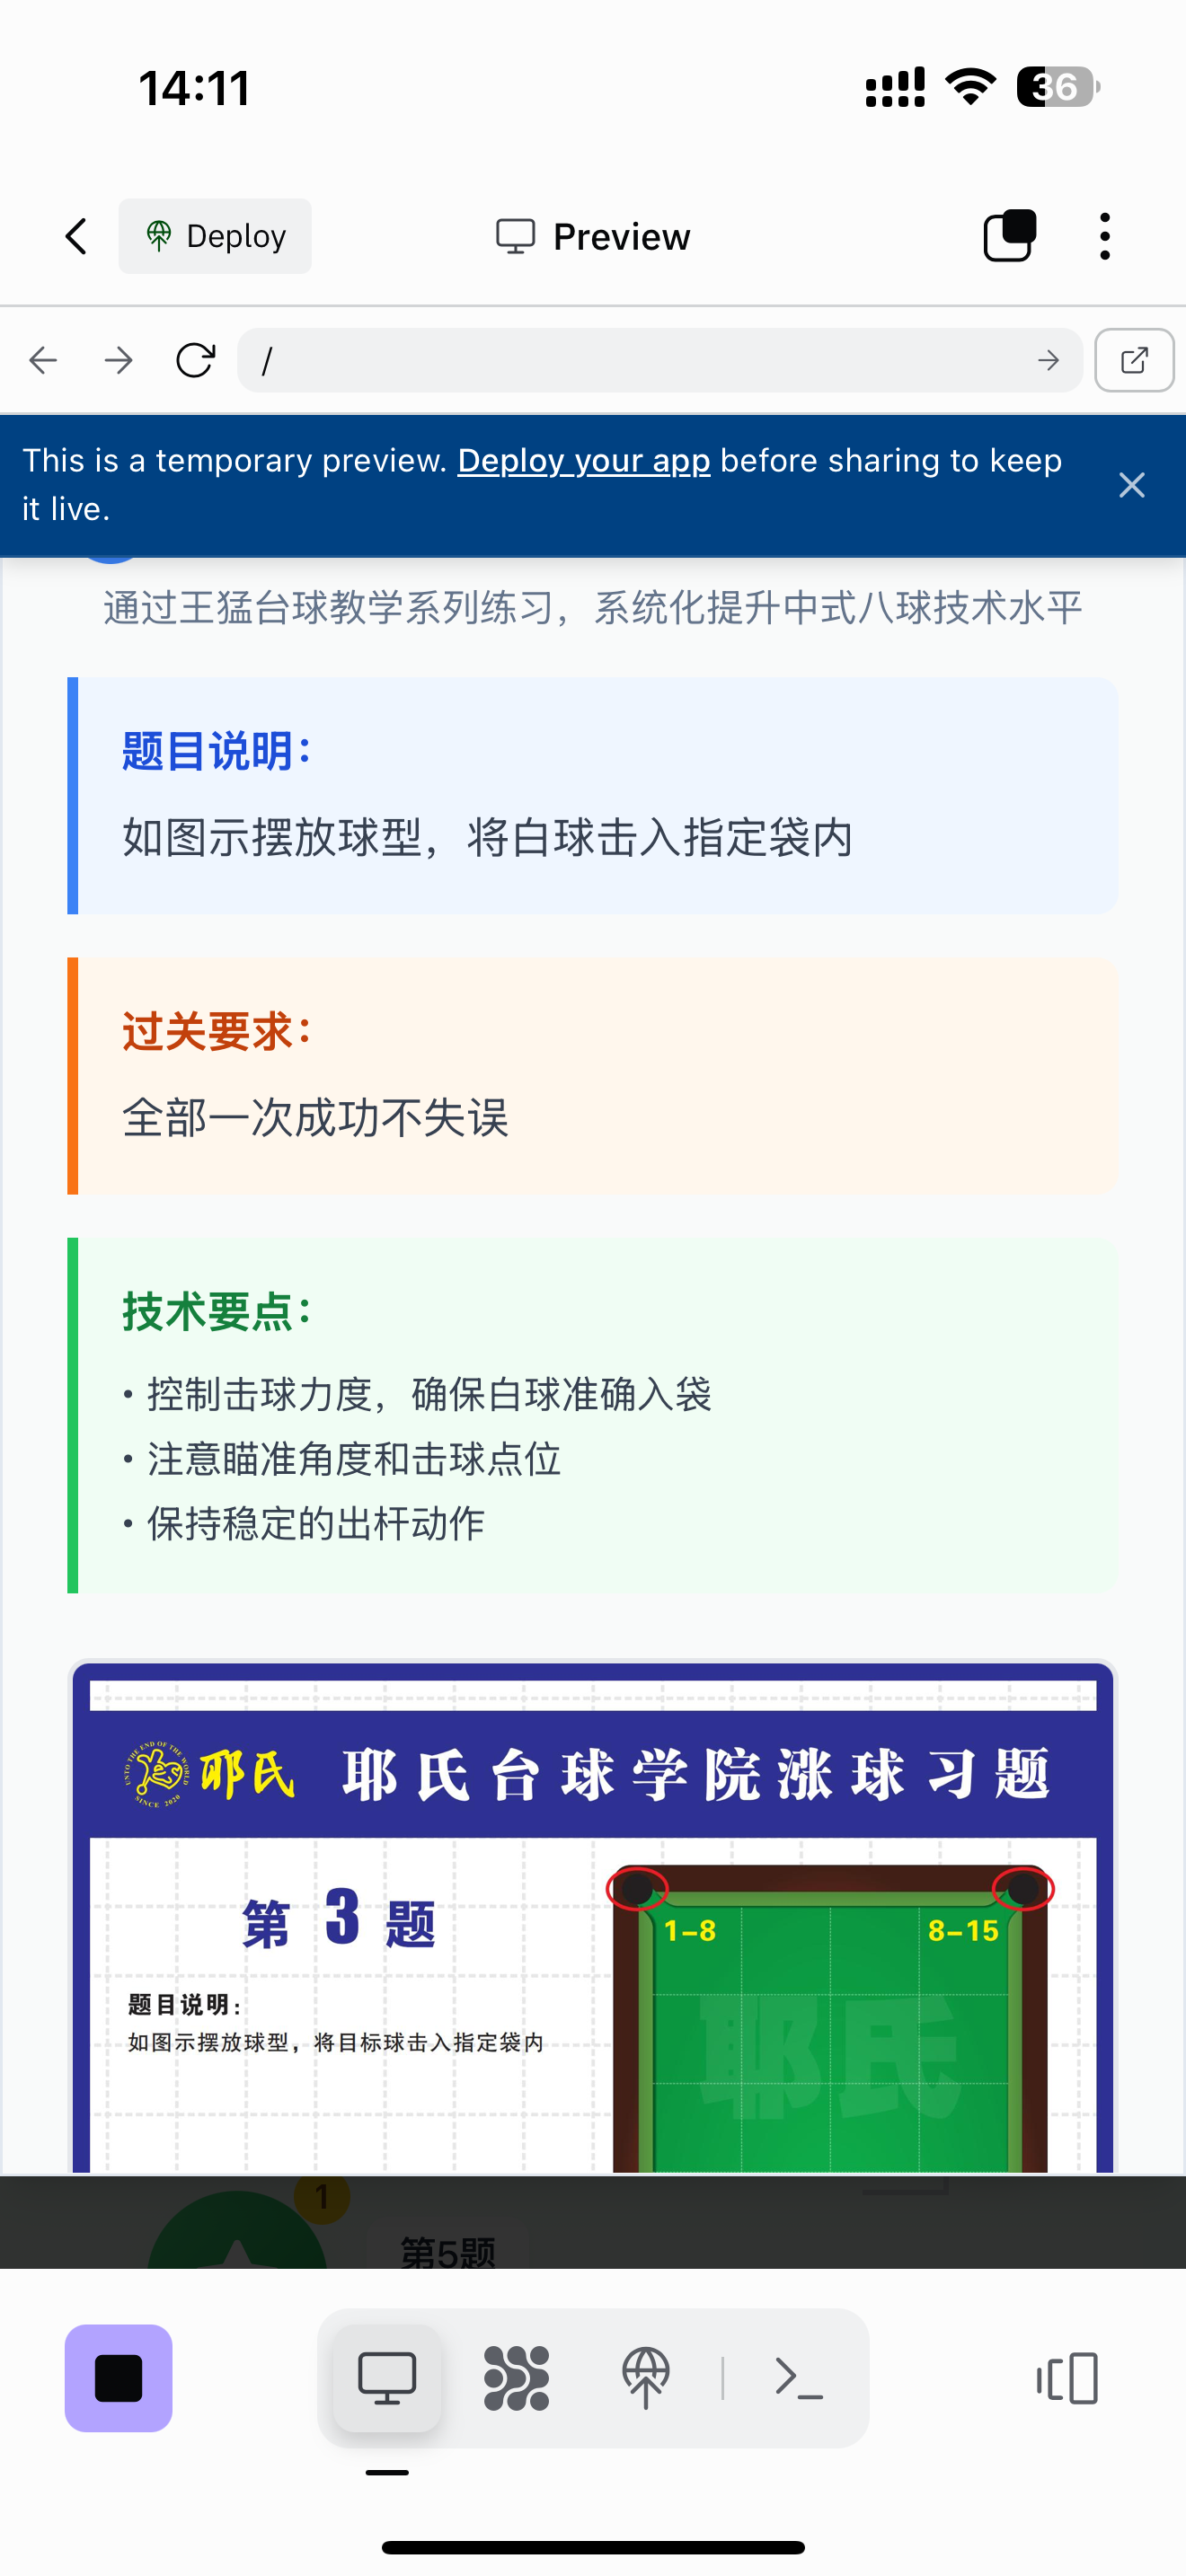 14:11
36
Deploy
Preview
/
This is a temporary preview. Deploy your app before sharing to keep
it live.
通过王猛台球教学系列练习，系统化提升中式八球技术水平
题目说明：
如图示摆放球型，将白球击入指定袋内
过关要求：
全部一次成功不失误
技术要点：
• 控制击球力度，确保白球准确入袋
• 注意瞄准角度和击球点位
• 保持稳定的出杆动作
UNTO THE END OF THE WORLD
SINCE 2020
耶氏
耶氏台球学院涨球习题
第 3 题
1-8
8-15
题目说明：
如图示摆放球型，将目标球击入指定袋内
耶氏
1
第5题